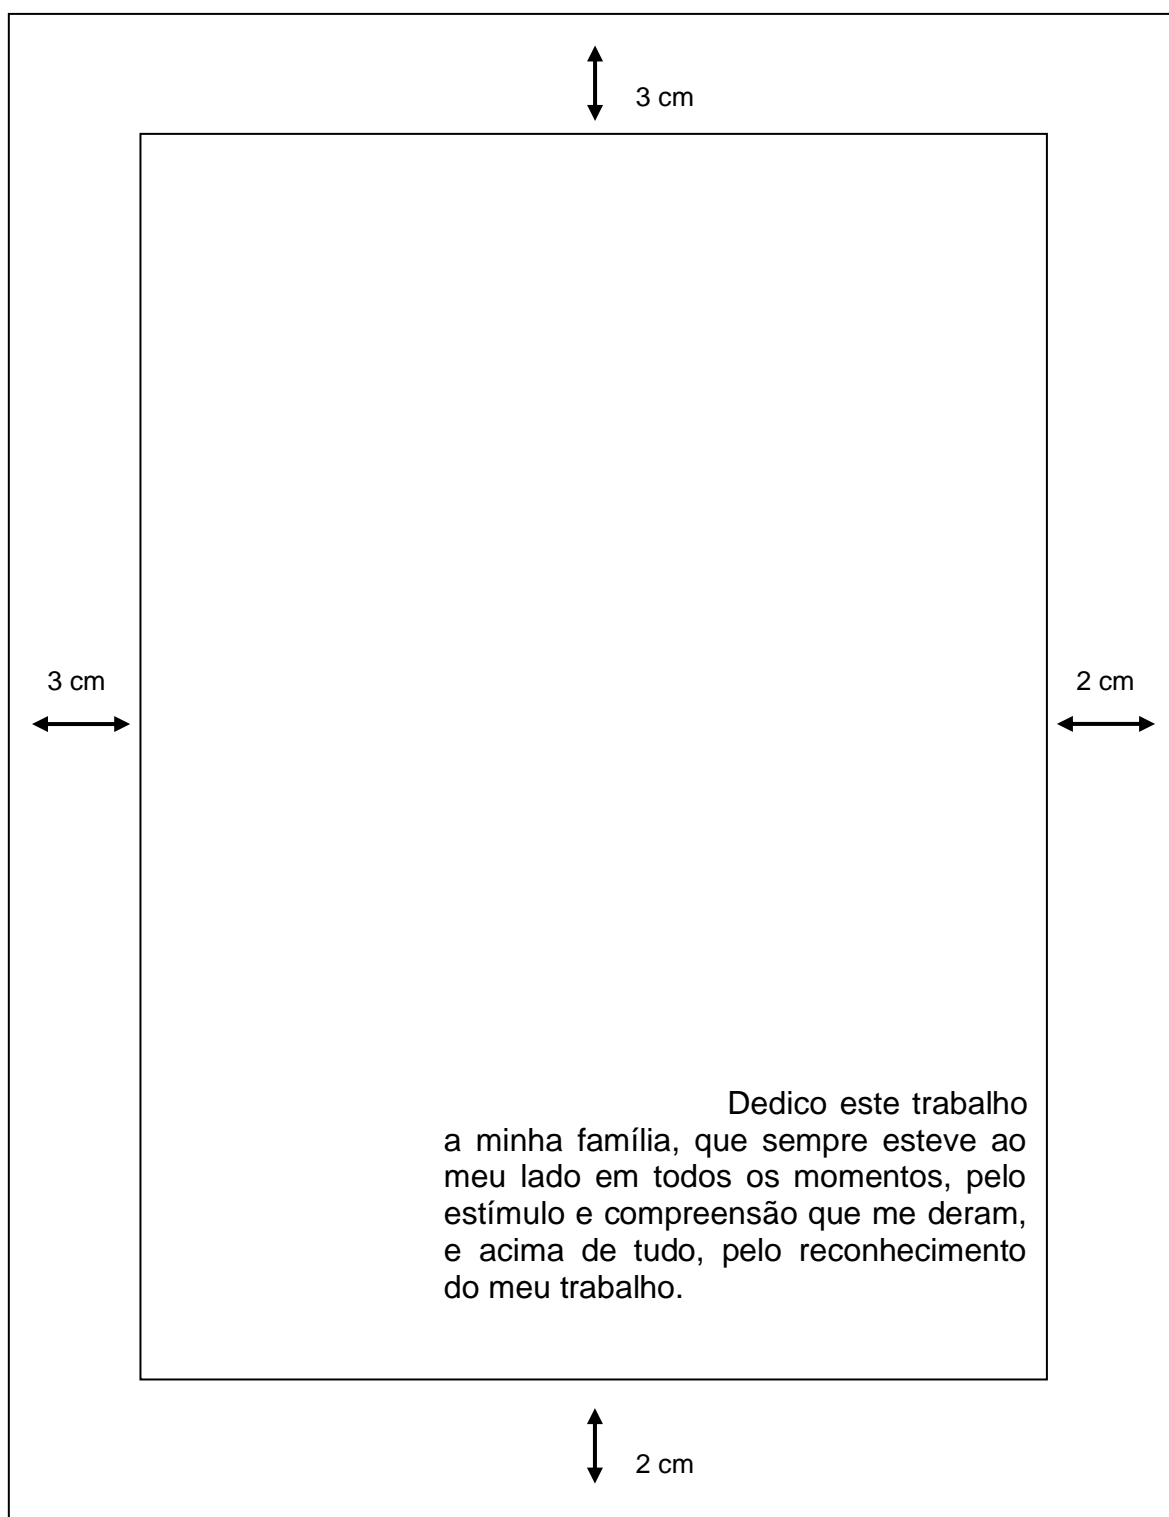 3 cm
3 cm
2 cm
Dedico este trabalho
a minha família, que sempre esteve ao
meu lado em todos os momentos, pelo
estímulo e compreensão que me deram,
e acima de tudo, pelo reconhecimento
do meu trabalho.
2 cm